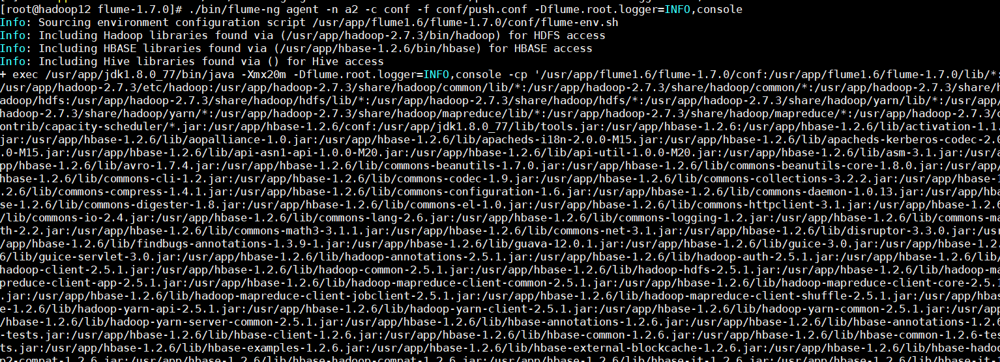 [root@hadoop12 flume-1.7.0]# ./bin/flume-ng agent -n a2 -c conf -f conf/push.conf -Dflume.root.logger=INFO,console
Info: Sourcing environment configuration script /usr/app/flume1.6/flume-1.7.0/conf/flume-env.sh
Info: Including Hadoop libraries found via (/usr/app/hadoop-2.7.3/bin/hadoop) for HDFS access
Info: Including HBASE libraries found via (/usr/app/hbase-1.2.6/bin/hbase) for HBASE access
Info: Including Hive libraries found via () for Hive access
+ exec /usr/app/jdk1.8.0_77/bin/java -Xmx20m -Dflume.root.logger=INFO,console -cp '/usr/app/flume1.6/flume-1.7.0/conf:/usr/app/flume1.6/flume-1.7.0/lib/*:
/usr/app/hadoop-2.7.3/etc/hadoop:/usr/app/hadoop-2.7.3/share/hadoop/common/lib/*:/usr/app/hadoop-2.7.3/share/hadoop/common/*:/usr/app/hadoop-2.7.3/share/h
adoop/hdfs:/usr/app/hadoop-2.7.3/share/hadoop/hdfs/lib/*:/usr/app/hadoop-2.7.3/share/hadoop/hdfs/*:/usr/app/hadoop-2.7.3/share/hadoop/yarn/lib/*:/usr/app/
hadoop-2.7.3/share/hadoop/yarn/*:/usr/app/hadoop-2.7.3/share/hadoop/mapreduce/lib/*:/usr/app/hadoop-2.7.3/share/hadoop/mapreduce/*:/usr/app/hadoop-2.7.3/c
ontrib/capacity-scheduler/*.jar:/usr/app/hbase-1.2.6/conf:/usr/app/jdk1.8.0_77/lib/tools.jar:/usr/app/hbase-1.2.6:/usr/app/hbase-1.2.6/lib/activation-1.1.
jar:/usr/app/hbase-1.2.6/lib/aopalliance-1.0.jar:/usr/app/hbase-1.2.6/lib/apacheds-i18n-2.0.0-M15.jar:/usr/app/hbase-1.2.6/lib/apacheds-kerberos-codec-2.0
.0-M15.jar:/usr/app/hbase-1.2.6/lib/api-asn1-api-1.0.0-M20.jar:/usr/app/hbase-1.2.6/lib/api-util-1.0.0-M20.jar:/usr/app/hbase-1.2.6/lib/asm-3.1.jar:/usr/a
pp/hbase-1.2.6/lib/avro-1.7.4.jar:/usr/app/hbase-1.2.6/lib/commons-beanutils-1.7.0.jar:/usr/app/hbase-1.2.6/lib/commons-beanutils-core-1.8.0.jar:/usr/app/
hbase-1.2.6/lib/commons-cli-1.2.jar:/usr/app/hbase-1.2.6/lib/commons-codec-1.9.jar:/usr/app/hbase-1.2.6/lib/commons-collections-3.2.2.jar:/usr/app/hbase-1
.2.6/lib/commons-compress-1.4.1.jar:/usr/app/hbase-1.2.6/lib/commons-configuration-1.6.jar:/usr/app/hbase-1.2.6/lib/commons-daemon-1.0.13.jar:/usr/app/hba
se-1.2.6/lib/commons-digester-1.8.jar:/usr/app/hbase-1.2.6/lib/commons-el-1.0.jar:/usr/app/hbase-1.2.6/lib/commons-httpclient-3.1.jar:/usr/app/hbase-1.2.6
/lib/commons-io-2.4.jar:/usr/app/hbase-1.2.6/lib/commons-lang-2.6.jar:/usr/app/hbase-1.2.6/lib/commons-logging-1.2.jar:/usr/app/hbase-1.2.6/lib/commons-ma
th-2.2.jar:/usr/app/hbase-1.2.6/lib/commons-math3-3.1.1.jar:/usr/app/hbase-1.2.6/lib/commons-net-3.1.jar:/usr/app/hbase-1.2.6/lib/disruptor-3.3.0.jar:/usr
/app/hbase-1.2.6/lib/findbugs-annotations-1.3.9-1.jar:/usr/app/hbase-1.2.6/lib/guava-12.0.1.jar:/usr/app/hbase-1.2.6/lib/guice-3.0.jar:/usr/app/hbase-1.2.
6/lib/guice-servlet-3.0.jar:/usr/app/hbase-1.2.6/lib/hadoop-annotations-2.5.1.jar:/usr/app/hbase-1.2.6/lib/hadoop-auth-2.5.1.jar:/usr/app/hbase-1.2.6/lib/
hadoop-client-2.5.1.jar:/usr/app/hbase-1.2.6/lib/hadoop-common-2.5.1.jar:/usr/app/hbase-1.2.6/lib/hadoop-hdfs-2.5.1.jar:/usr/app/hbase-1.2.6/lib/hadoop-ma
preduce-client-app-2.5.1.jar:/usr/app/hbase-1.2.6/lib/hadoop-mapreduce-client-common-2.5.1.jar:/usr/app/hbase-1.2.6/lib/hadoop-mapreduce-client-core-2.5.1
.jar:/usr/app/hbase-1.2.6/lib/hadoop-mapreduce-client-jobclient-2.5.1.jar:/usr/app/hbase-1.2.6/lib/hadoop-mapreduce-client-shuffle-2.5.1.jar:/usr/app/hbas
e-1.2.6/lib/hadoop-yarn-api-2.5.1.jar:/usr/app/hbase-1.2.6/lib/hadoop-yarn-client-2.5.1.jar:/usr/app/hbase-1.2.6/lib/hadoop-yarn-common-2.5.1.jar:/usr/app
/hbase-1.2.6/lib/hadoop-yarn-server-common-2.5.1.jar:/usr/app/hbase-1.2.6/lib/hbase-annotations-1.2.6.jar:/usr/app/hbase-1.2.6/lib/hbase-annotations-1.2.6
-tests.jar:/usr/app/hbase-1.2.6/lib/hbase-client-1.2.6.jar:/usr/app/hbase-1.2.6/lib/hbase-common-1.2.6.jar:/usr/app/hbase-1.2.6/lib/hbase-common-1.2.6-tes
ts.jar:/usr/app/hbase-1.2.6/lib/hbase-examples-1.2.6.jar:/usr/app/hbase-1.2.6/lib/hbase-external-blockcache-1.2.6.jar:/usr/app/hbase-1.2.6/lib/hbase-hadoo
p2-compat-1.2.6.jar:/usr/app/hbase-1.2.6/lib/hbase-hadoop-compat-1.2.6.jar:/usr/app/hbase-1.2.6/lib/hbase-it-1.2.6.jar:/usr/app/hbase-1.2.6/lib/hbase-it-